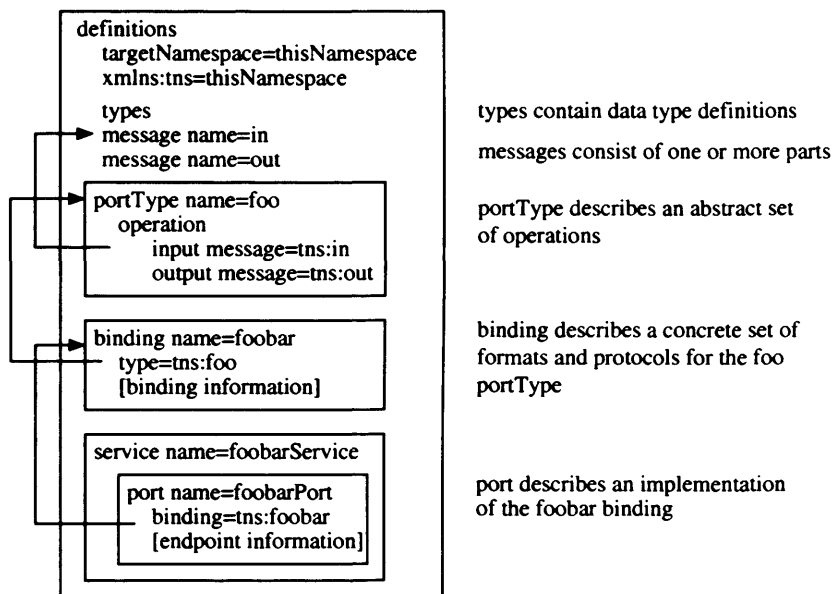 definitions
targetNamespace=thisNamespace
xmlns:tns=thisNamespace
types
message name=in
message name=out
portType name=foo
operation
input message=tns:in
output message=tns:out
binding name=foobar
type=tns:foo
[binding information]
service name=foobarService
port name=foobarPort
binding=tns:foobar
[endpoint information]
types contain data type definitions
messages consist of one or more parts
portType describes an abstract set
of operations
binding describes a concrete set of
formats and protocols for the foo
portType
port describes an implementation
of the foobar binding